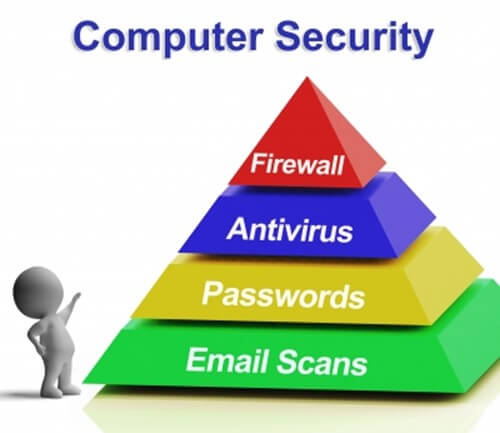 Computer Security
Firewall
Antivirus
Passwords
Email Scans